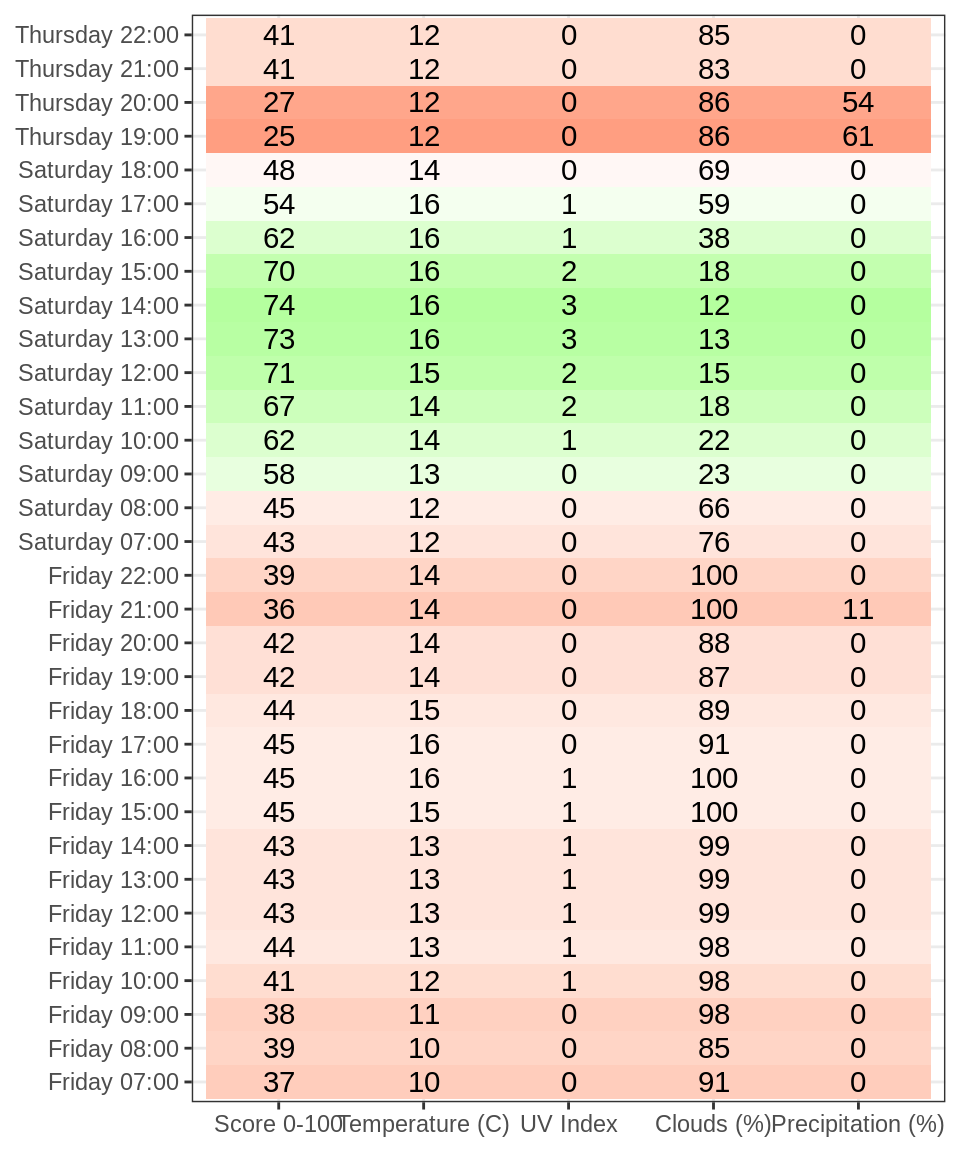 Thursday 22:00 41 12 0 85 0
Thursday 21:00 41 12 0 83 0
Thursday 20:00 27 12 0 86 54
Thursday 19:00 25 12 0 86 61
Saturday 18:00 48 14 0 69 0
Saturday 17:00 54 16 1 59 0
Saturday 16:00 62 16 1 38 0
Saturday 15:00 70 16 2 18 0
Saturday 14:00 74 16 3 12 0
Saturday 13:00 73 16 3 13 0
Saturday 12:00 71 15 2 15 0
Saturday 11:00 67 14 2 18 0
Saturday 10:00 62 14 1 22 0
Saturday 09:00 58 13 0 23 0
Saturday 08:00 45 12 0 66 0
Saturday 07:00 43 12 0 76 0
Friday 22:00 39 14 0 100 0
Friday 21:00 36 14 0 100 11
Friday 20:00 42 14 0 88 0
Friday 19:00 42 14 0 87 0
Friday 18:00 44 15 0 89 0
Friday 17:00 45 16 0 91 0
Friday 16:00 45 16 1 100 0
Friday 15:00 45 15 1 100 0
Friday 14:00 43 13 1 99 0
Friday 13:00 43 13 1 99 0
Friday 12:00 43 13 1 99 0
Friday 11:00 44 13 1 98 0
Friday 10:00 41 12 1 98 0
Friday 09:00 38 11 0 98 0
Friday 08:00 39 10 0 85 0
Friday 07:00 37 10 0 91 0
Score 0-100 Temperature (C) UV Index Clouds (%) Precipitation (%)